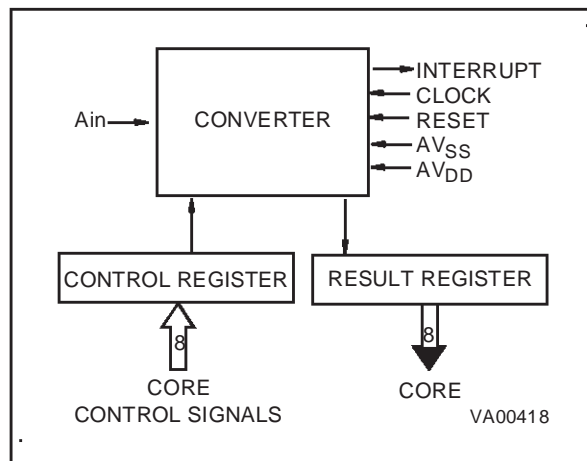 INTERRUPT
CLOCK
Ain
CONVERTER
RESET
AVSS
AVDD
CONTROL REGISTER
RESULT REGISTER
8
8
CORE
CONTROL SIGNALS
CORE
VA00418